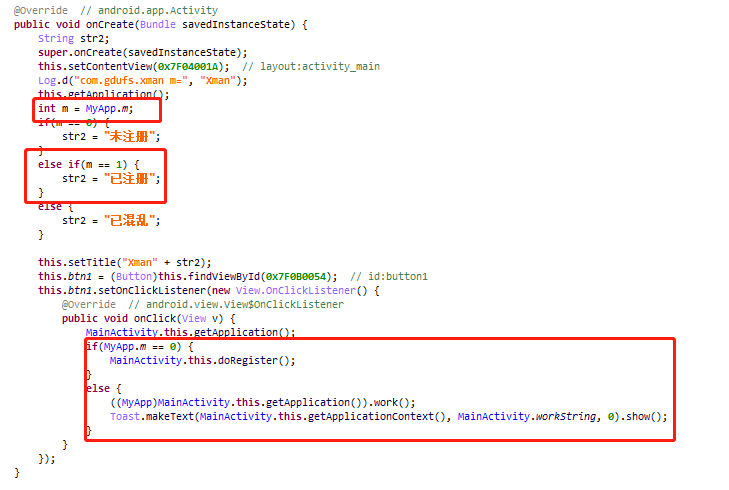 @Override  // android.app.Activity
public void onCreate(Bundle savedInstanceState) {
    String str2;
    super.onCreate(savedInstanceState);
    this.setContentView(0x7F04001A);  // layout:activity_main
    Log.d("com.gdufs.xman m=", "Xman");
    this.getApplication();
    int m = MyApp.m;
    if(m == 0) {
        str2 = "未注册";
    }
    else if(m == 1) {
        str2 = "已注册";
    }
    else {
        str2 = "已混乱";
    }
    this.setTitle("Xman" + str2);
    this.btn1 = (Button)this.findViewById(0x7F0B0054);  // id:button1
    this.btn1.setOnClickListener(new View.OnClickListener() {
        @Override  // android.view.View$OnClickListener
        public void onClick(View v) {
            MainActivity.this.getApplication();
            if(MyApp.m == 0) {
                MainActivity.this.doRegister();
            }
            else {
                ((MyApp)MainActivity.this.getApplication()).work();
                Toast.makeText(MainActivity.this.getApplicationContext(), MainActivity.workString, 0).show();
            }
        }
    });
}